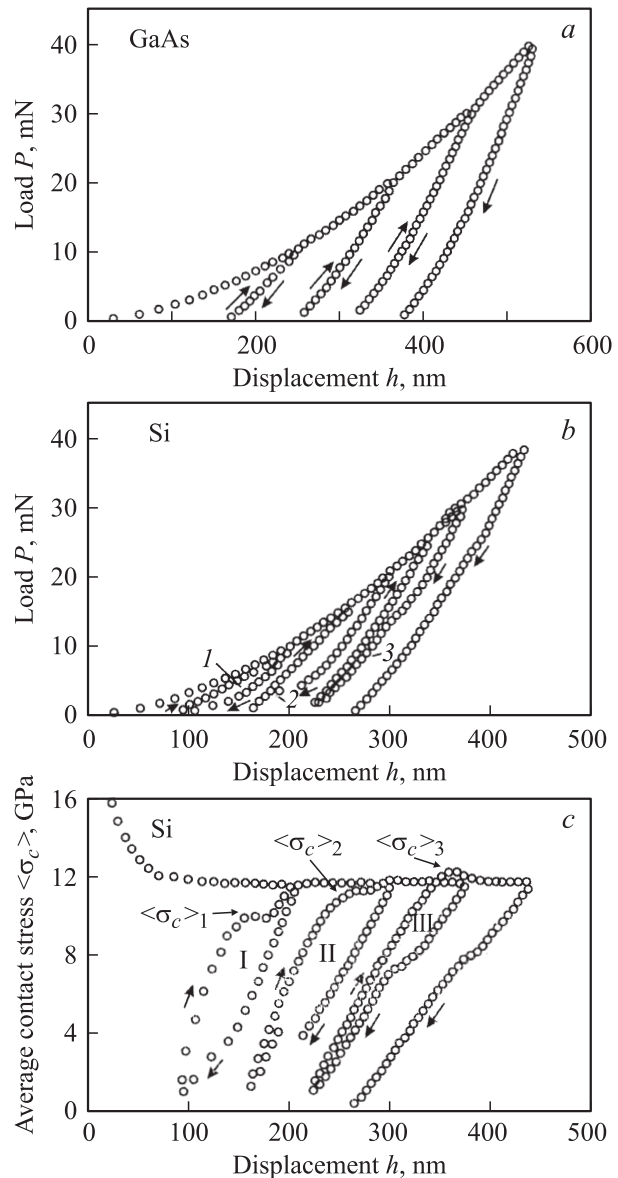 GaAs
a
Load P, mN
40
30
20
10
0
0 200 400 600
Displacement h, nm
Si
b
Load P, mN
40
30
20
10
0
1
2
3
0 100 200 300 400 500
Displacement h, nm
Si
c
Average contact stress <σc>, GPa
16
12
8
4
0
<σc>1
<σc>2
<σc>3
I
II
III
0 100 200 300 400 500
Displacement h, nm